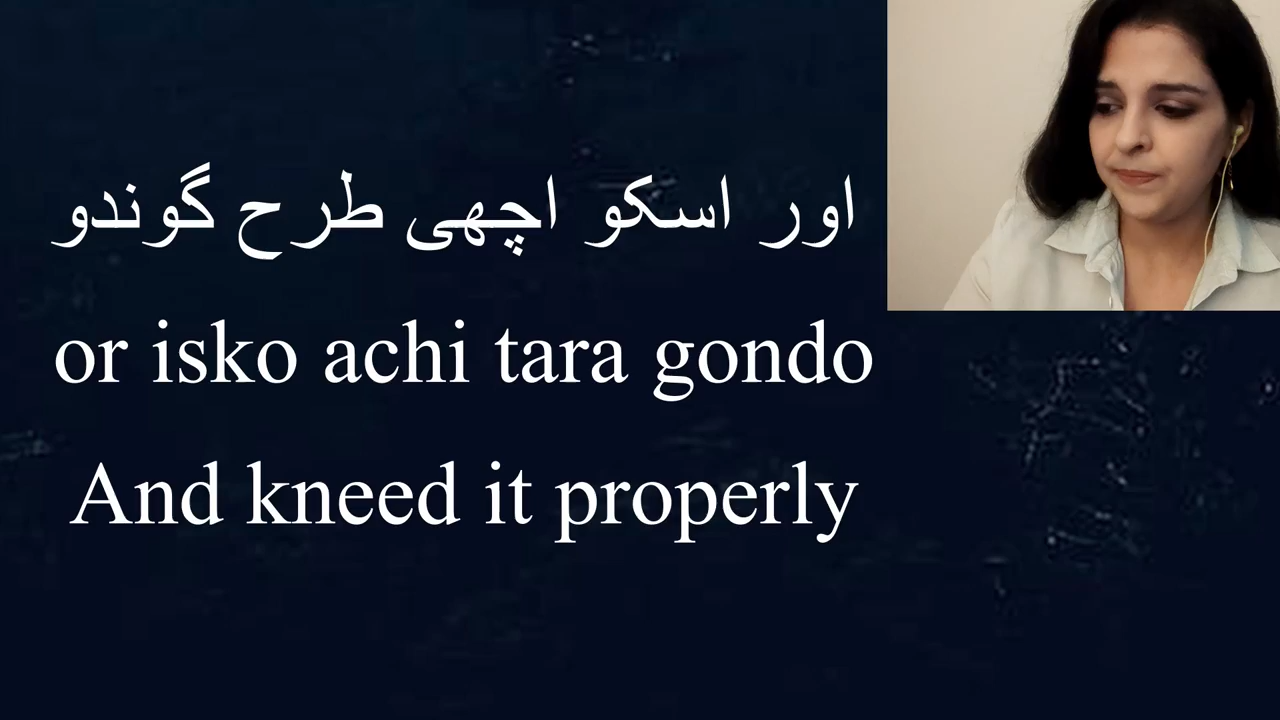 اور اسکو اچھی طرح گوندو
or isko achi tara gondo
And kneed it properly